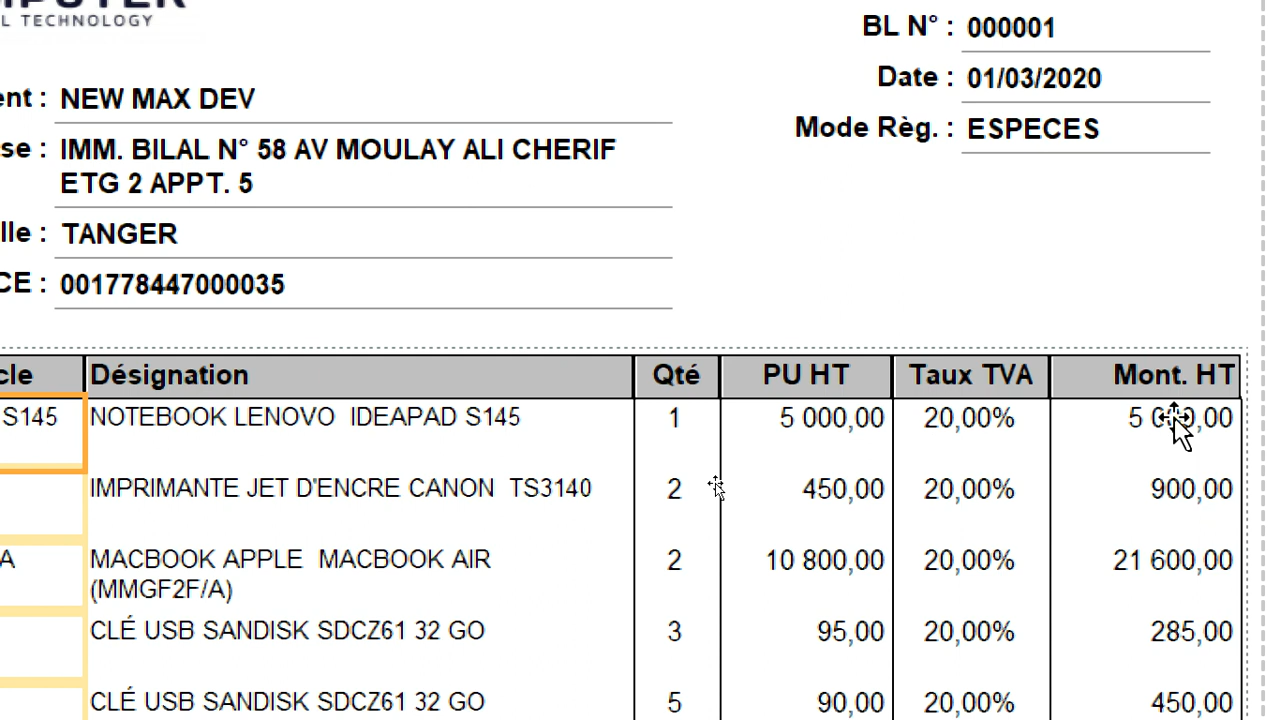 L TECHNOLOGY
BL N° : 000001
Date : 01/03/2020
Mode Règ. : ESPECES
NEW MAX DEV
IMM. BILAL N° 58 AV MOULAY ALI CHERIF
ETG 2 APPT. 5
TANGER
001778447000035
Désignation Qté PU HT Taux TVA Mont. HT
S145 NOTEBOOK LENOVO IDEAPAD S145 1 5 000,00 20,00%
IMPRIMANTE JET D'ENCRE CANON TS3140 2 450,00 20,00% 900,00
A MACBOOK APPLE MACBOOK AIR 2 10 800,00 20,00% 21 600,00
(MMGF2F/A)
CLÉ USB SANDISK SDCZ61 32 GO 3 95,00 20,00% 285,00
CLÉ USB SANDISK SDCZ61 32 GO 5 90,00 20,00% 450,00